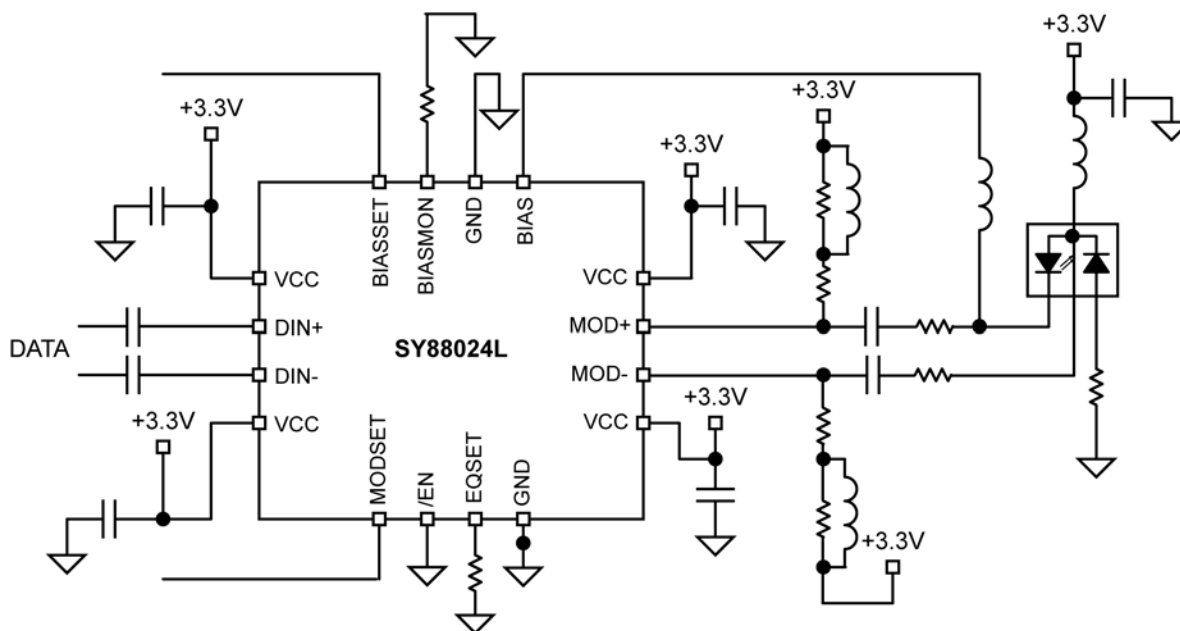 +3.3V
+3.3V
+3.3V
+3.3V
BIASSET
BIASMON
GND
BIAS
VCC
VCC
DIN+
MOD+
DATA
SY88024L
DIN-
MOD-
VCC
VCC
+3.3V
+3.3V
MODSET
/EN
EQSET
GND
+3.3V